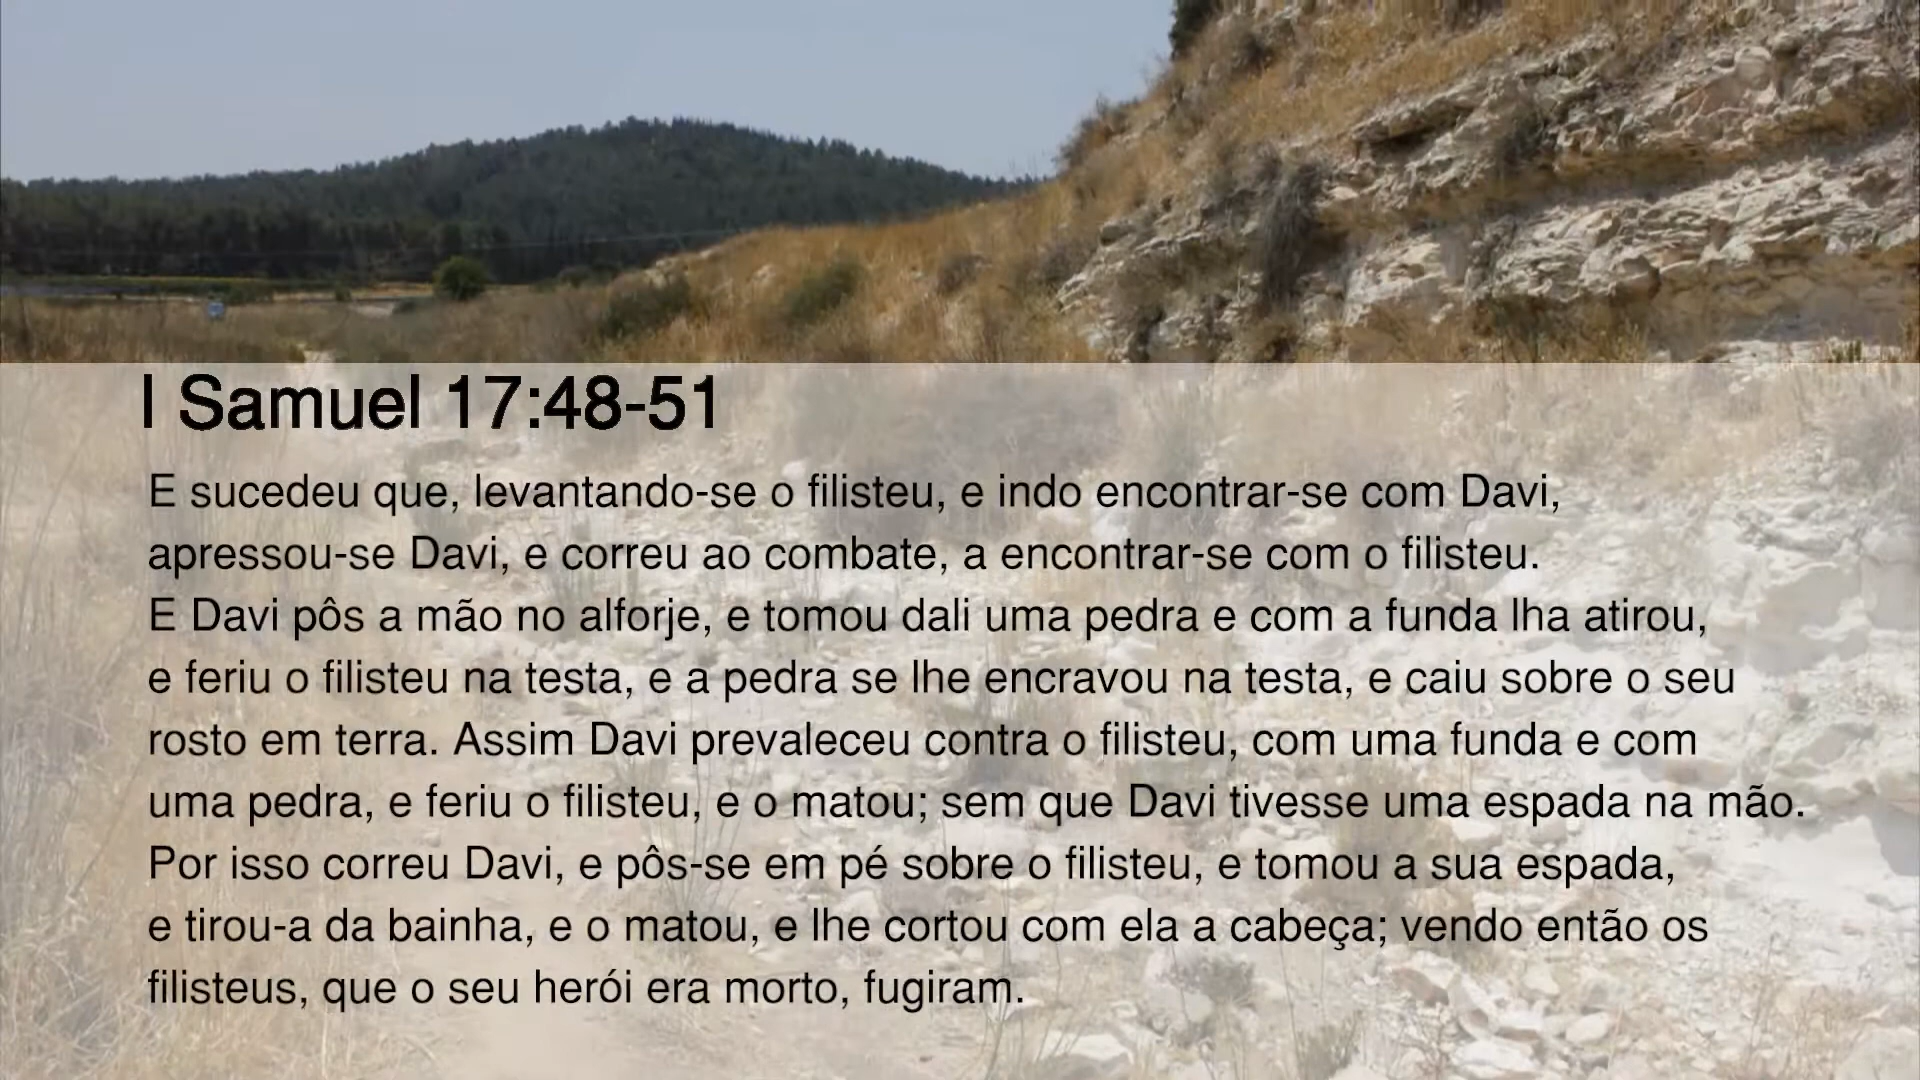 I Samuel 17:48-51
E sucedeu que, levantando-se o filisteu, e indo encontrar-se com Davi,
apressou-se Davi, e correu ao combate, a encontrar-se com o filisteu.
E Davi pôs a mão no alforje, e tomou dali uma pedra e com a funda lha atirou,
e feriu o filisteu na testa, e a pedra se lhe encravou na testa, e caiu sobre o seu
rosto em terra. Assim Davi prevaleceu contra o filisteu, com uma funda e com
uma pedra, e feriu o filisteu, e o matou; sem que Davi tivesse uma espada na mão.
Por isso correu Davi, e pôs-se em pé sobre o filisteu, e tomou a sua espada,
e tirou-a da bainha, e o matou, e lhe cortou com ela a cabeça; vendo então os
filisteus, que o seu herói era morto, fugiram.